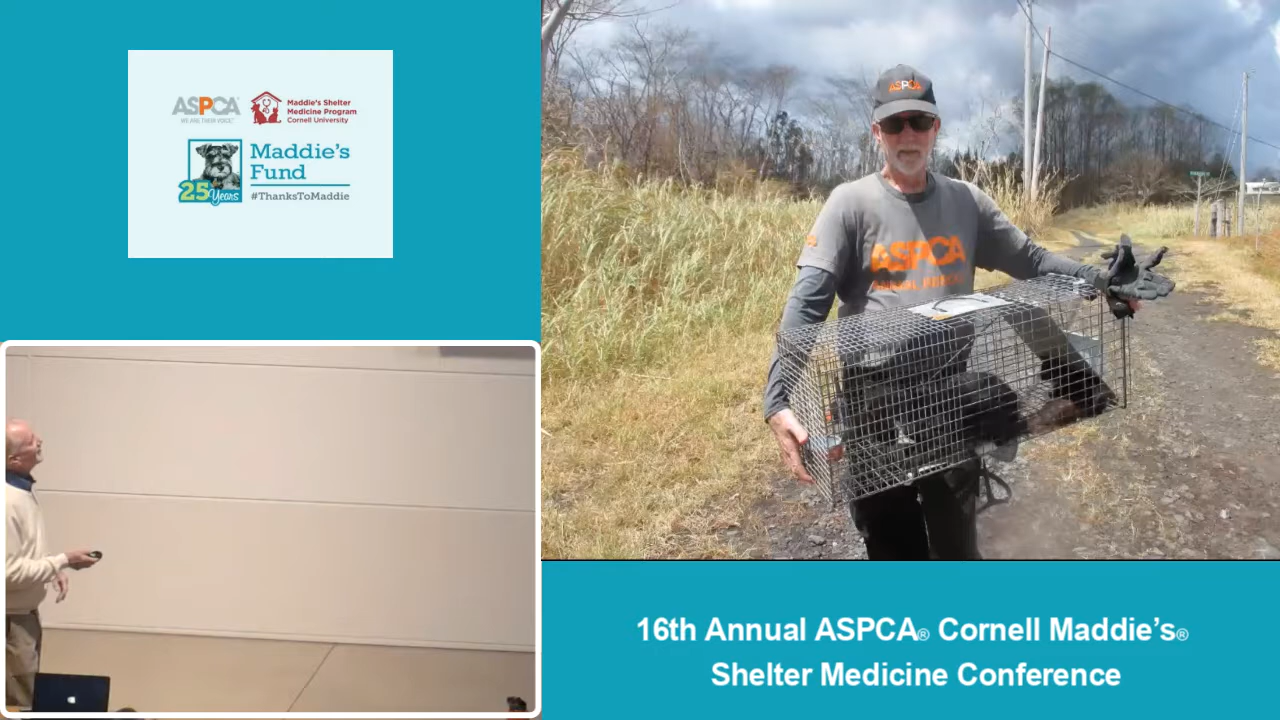 ASPCA
WE ARE THEIR VOICE
Maddie's Shelter
Medicine Program
Cornell University
Maddie's
Fund
25
Years
#ThanksToMaddie
ASPCA
ASPCA
16th Annual ASPCA® Cornell Maddie's®
Shelter Medicine Conference